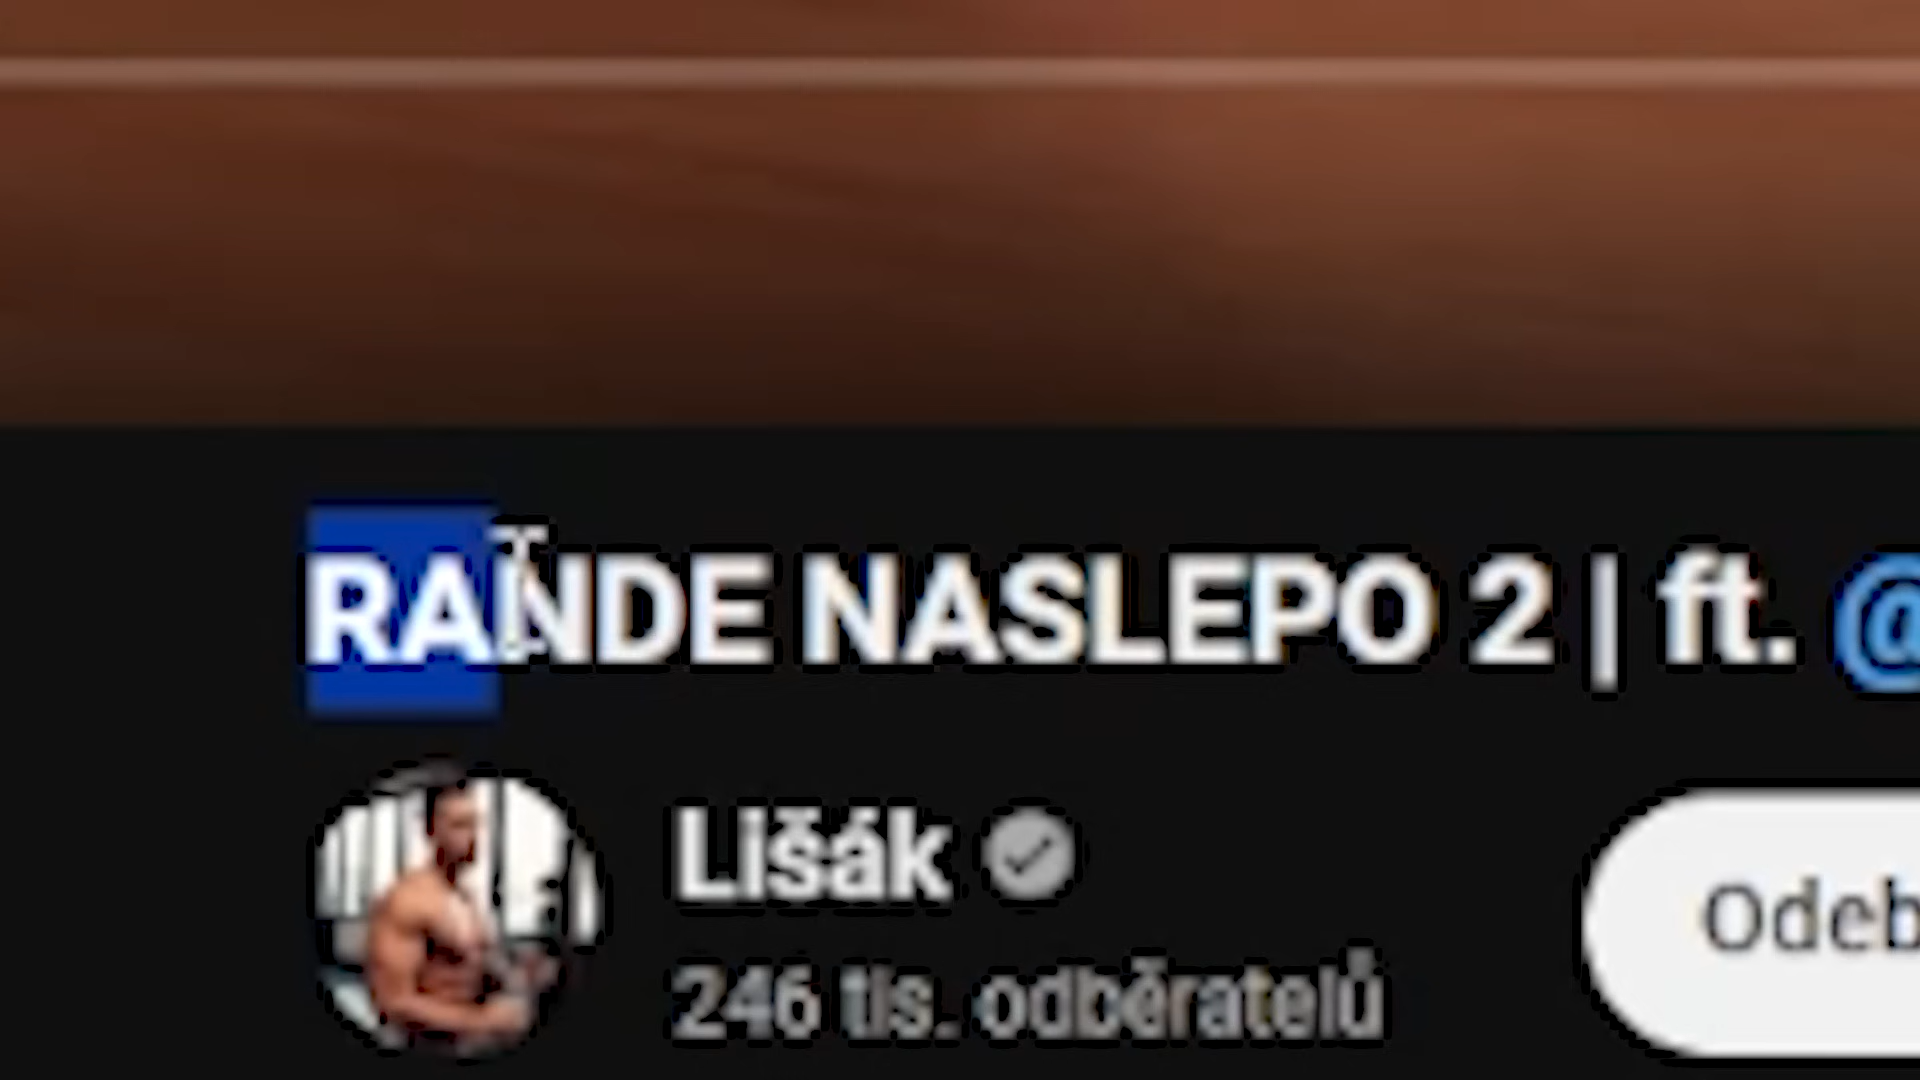 RANDE NASLEPO 2 | ft. @
Lišák
246 tis. odběratelů
Odeb